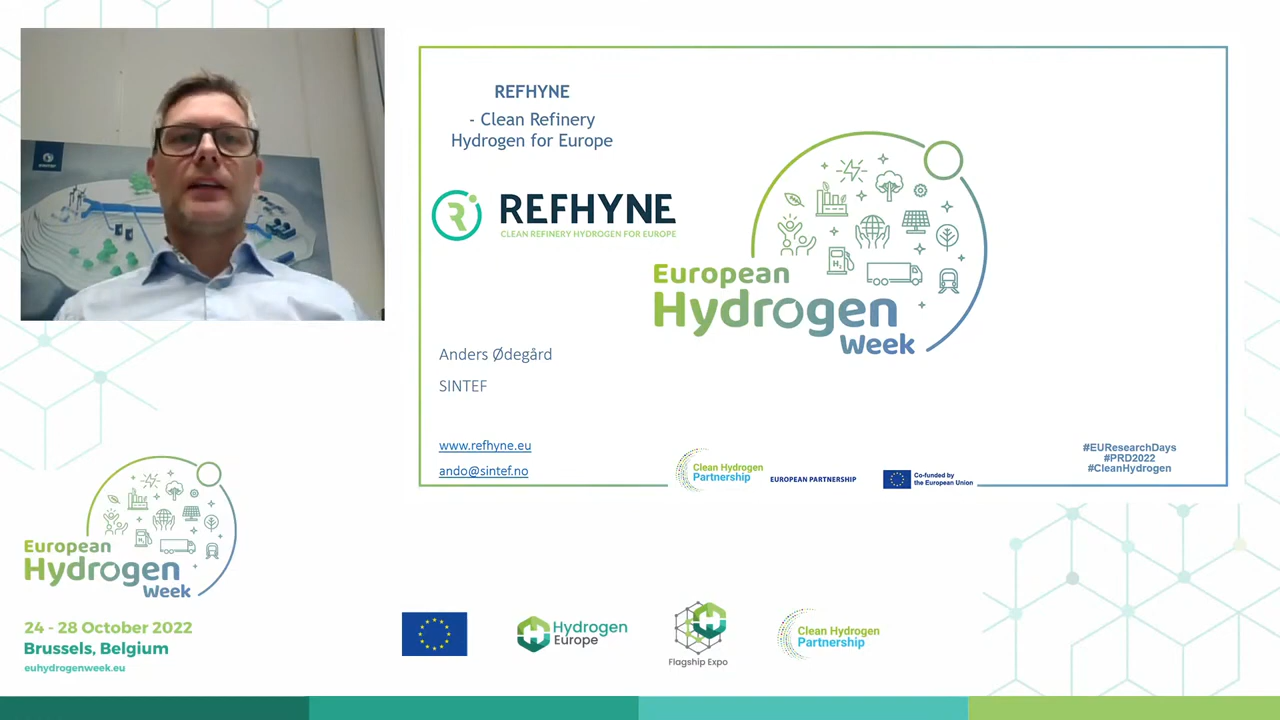 REFHYNE
- Clean Refinery
Hydrogen for Europe
REFHYNE
CLEAN REFINERY HYDROGEN FOR EUROPE
H₂
European
Hydrogen
Week
Anders Ødegård
SINTEF
www.refhyne.eu
ando@sintef.no
Clean Hydrogen
Partnership
EUROPEAN PARTNERSHIP
Co-funded by
the European Union
#EUResearchDays
#PRD2022
#CleanHydrogen
European
Hydrogen
Week
24 - 28 October 2022
Brussels, Belgium
euhydrogenweek.eu
Hydrogen
Europe
Flagship Expo
Clean Hydrogen
Partnership